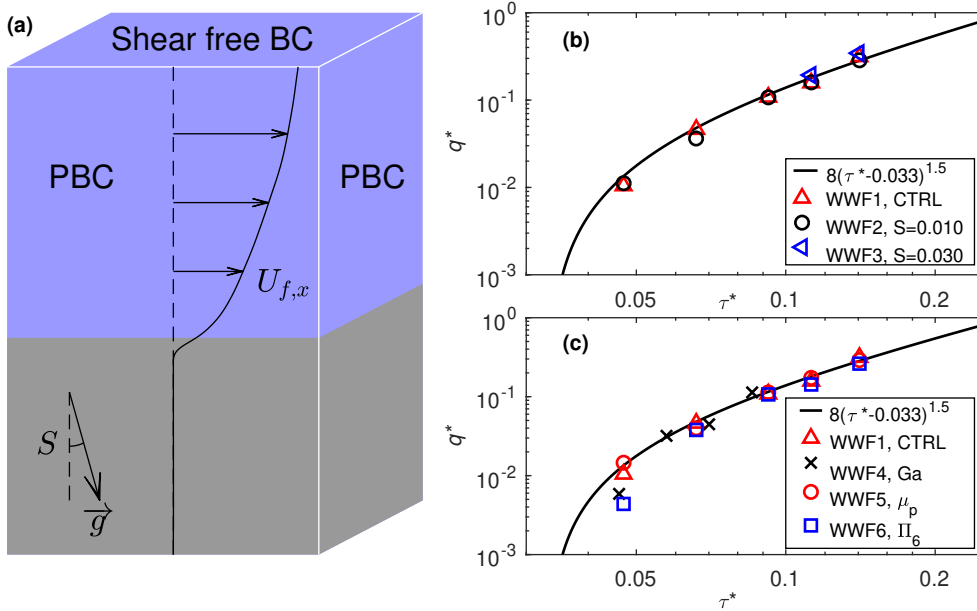 (a)
Shear free BC
PBC
PBC
U_{f,x}
S
g⃗
(b)
10^0
10^{-1}
10^{-2}
10^{-3}
q*
0.05
0.1
0.2
τ*
8(τ*-0.033)^{1.5}
WWF1, CTRL
WWF2, S=0.010
WWF3, S=0.030
(c)
10^0
10^{-1}
10^{-2}
10^{-3}
q*
0.05
0.1
0.2
τ*
8(τ*-0.033)^{1.5}
WWF1, CTRL
WWF4, Ga
WWF5, μ_p
WWF6, Π_6